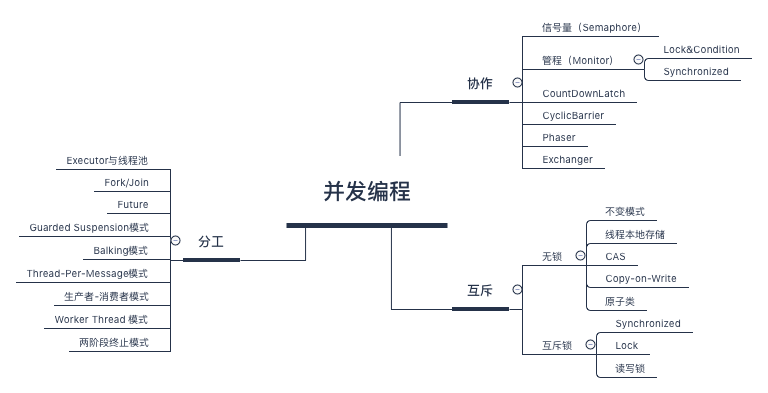 并发编程
分工
Executor与线程池
Fork/Join
Future
Guarded Suspension模式
Balking模式
Thread-Per-Message模式
生产者-消费者模式
Worker Thread 模式
两阶段终止模式
协作
信号量（Semaphore）
管程（Monitor）
Lock&Condition
Synchronized
CountDownLatch
CyclicBarrier
Phaser
Exchanger
互斥
无锁
不变模式
线程本地存储
CAS
Copy-on-Write
原子类
互斥锁
Synchronized
Lock
读写锁